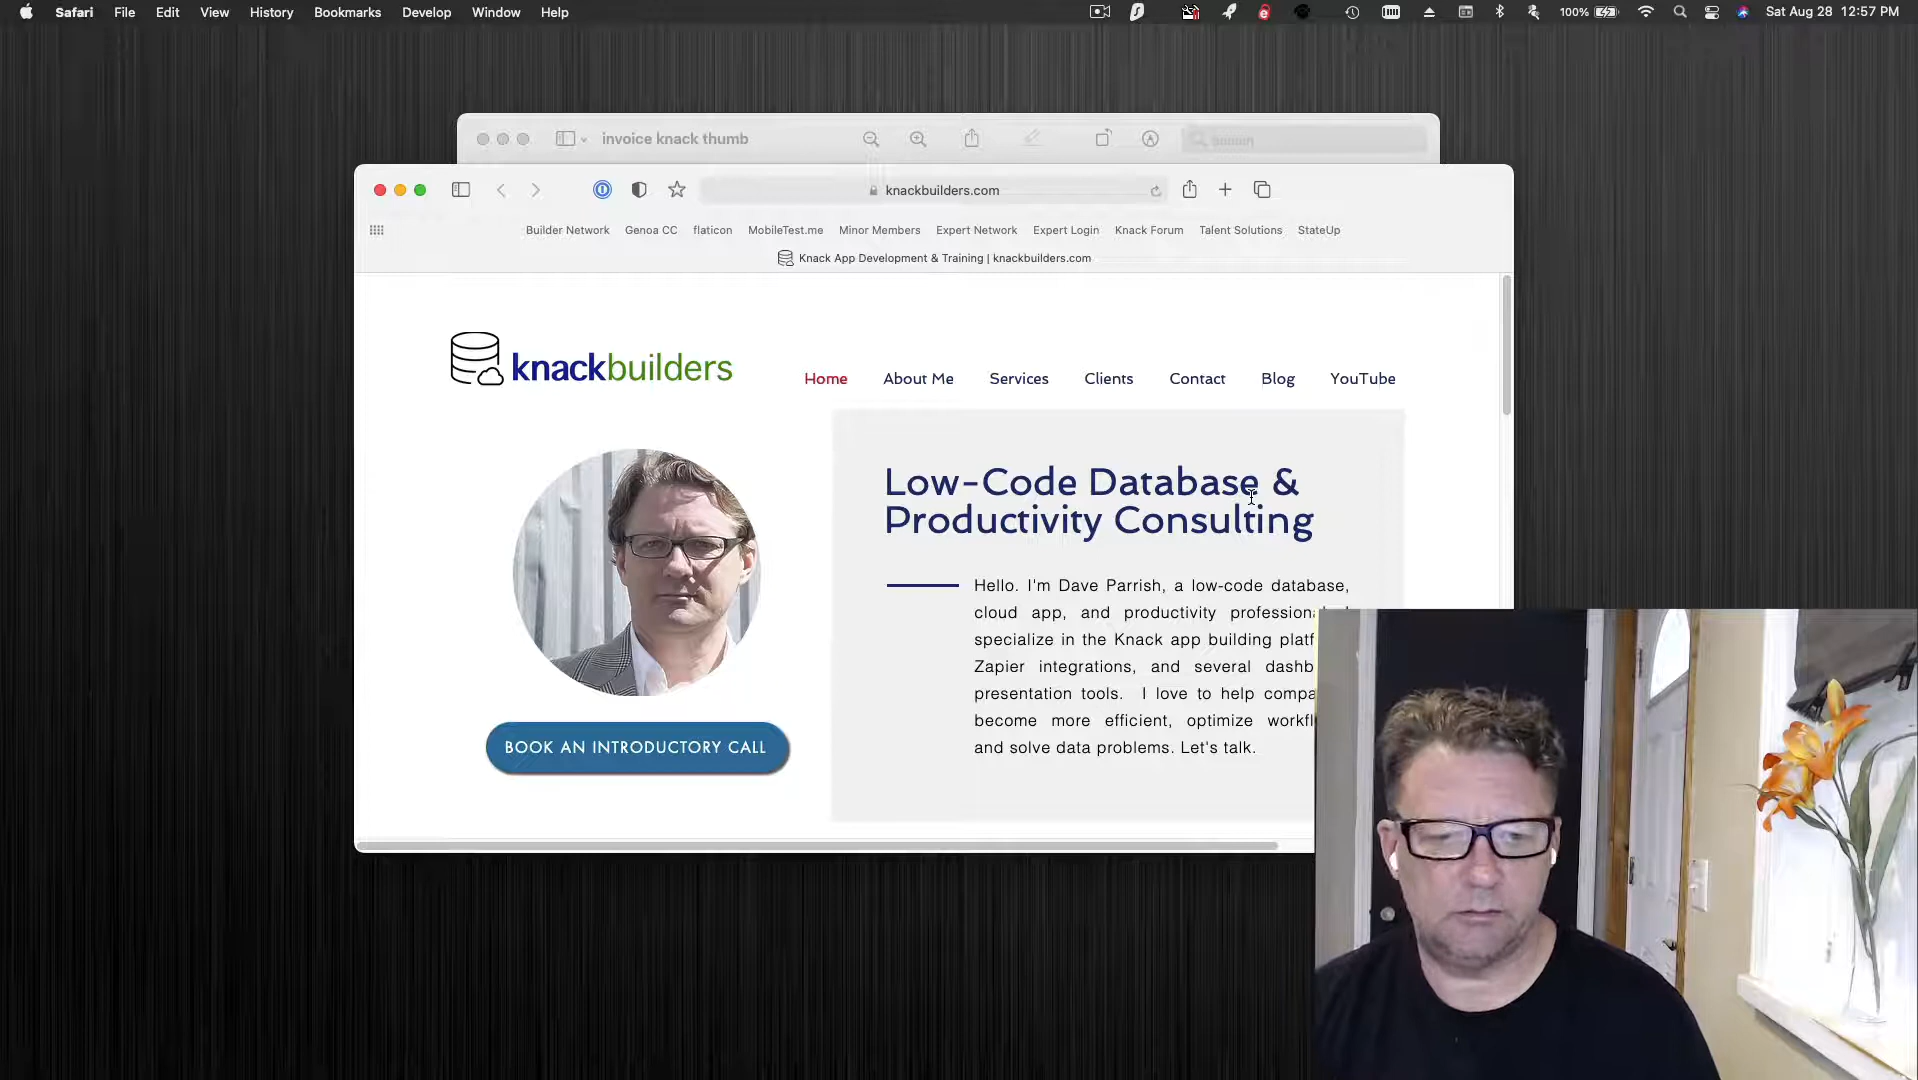 Safari File Edit View History Bookmarks Develop Window Help 100% Sat Aug 28 12:57 PM
invoice knack thumb
knackbuilders.com
Builder Network Genoa CC flaticon MobileTest.me Minor Members Expert Network Expert Login Knack Forum Talent Solutions StateUp
Knack App Development & Training | knackbuilders.com
knackbuilders
Home About Me Services Clients Contact Blog YouTube
Low-Code Database &
Productivity Consulting
Hello. I'm Dave Parrish, a low-code database,
cloud app, and productivity
specialize in the Knack app building
Zapier integrations, and several
presentation tools. I love to help
become more efficient, optimize
and solve data problems. Let's talk.
BOOK AN INTRODUCTORY CALL